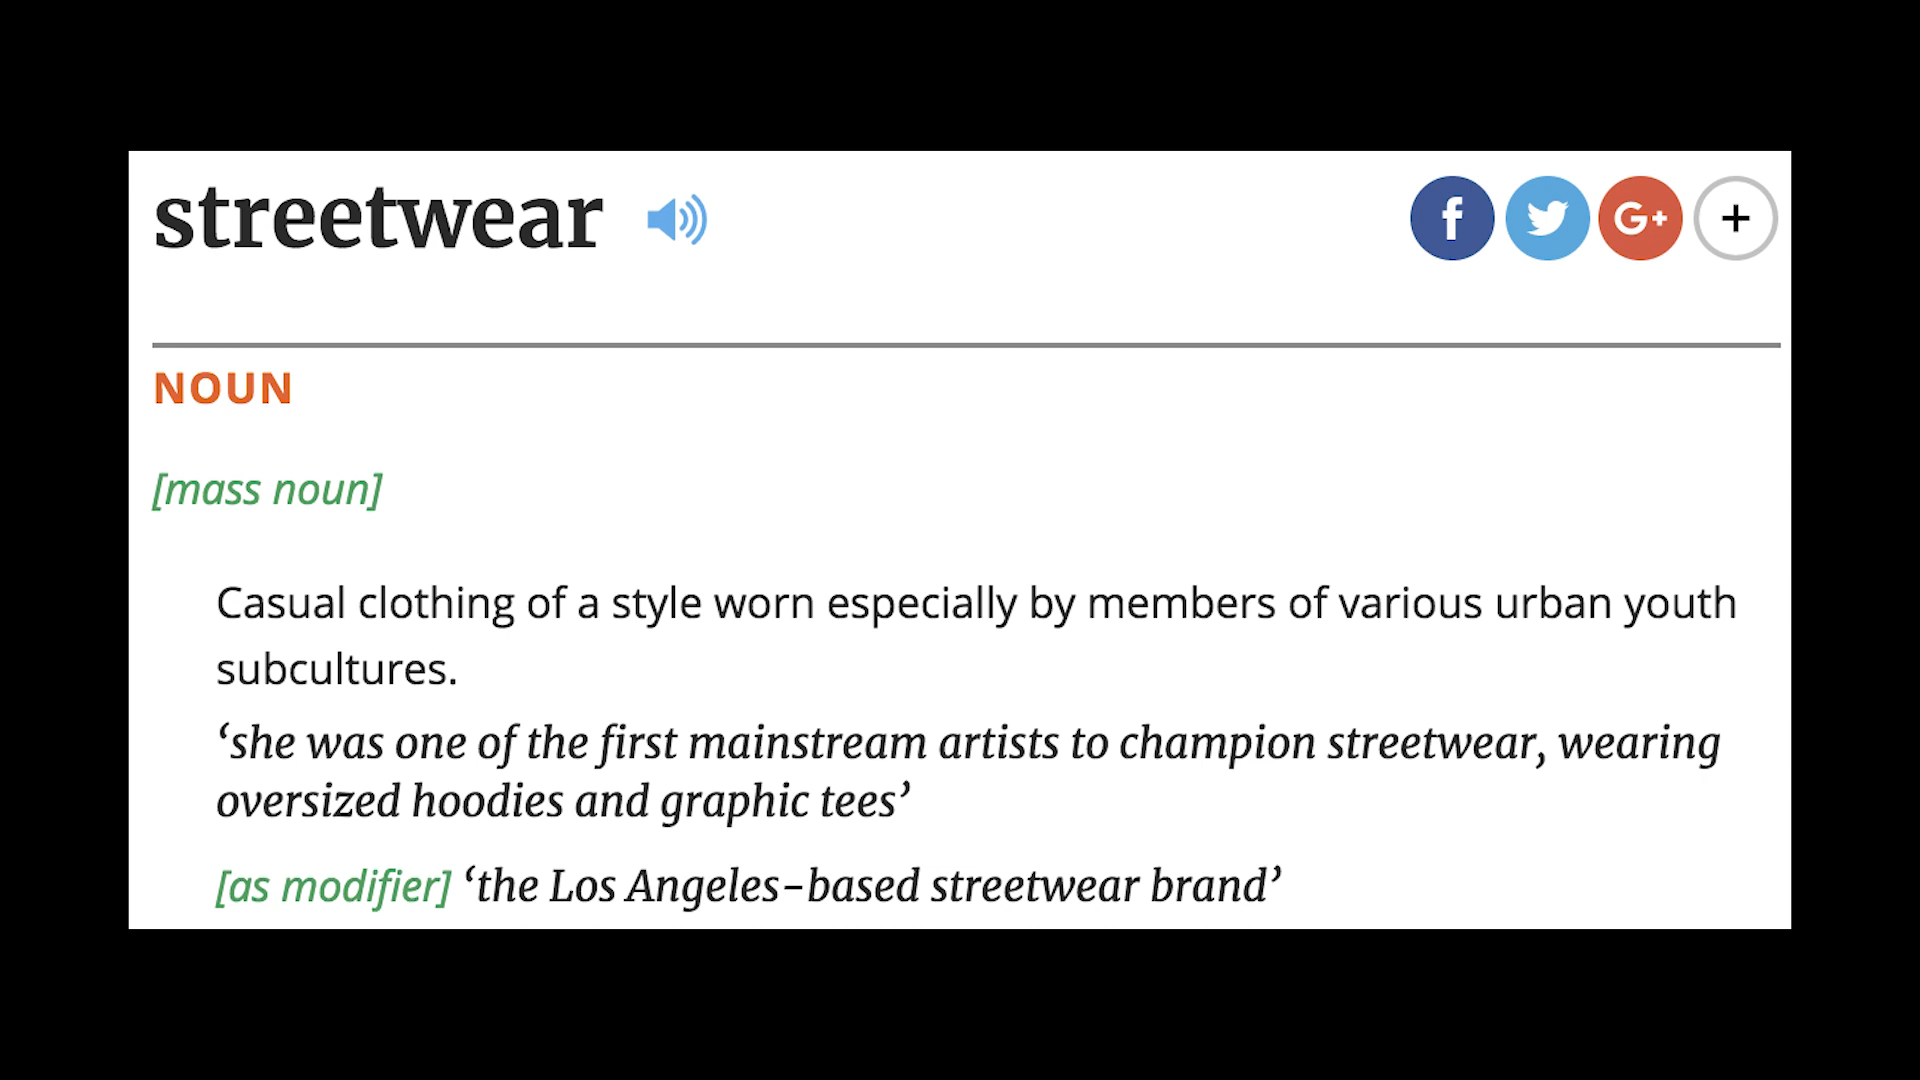 streetwear
f G+ +
NOUN
[mass noun]
Casual clothing of a style worn especially by members of various urban youth
subcultures.
‘she was one of the first mainstream artists to champion streetwear, wearing
oversized hoodies and graphic tees’
[as modifier] ‘the Los Angeles-based streetwear brand’